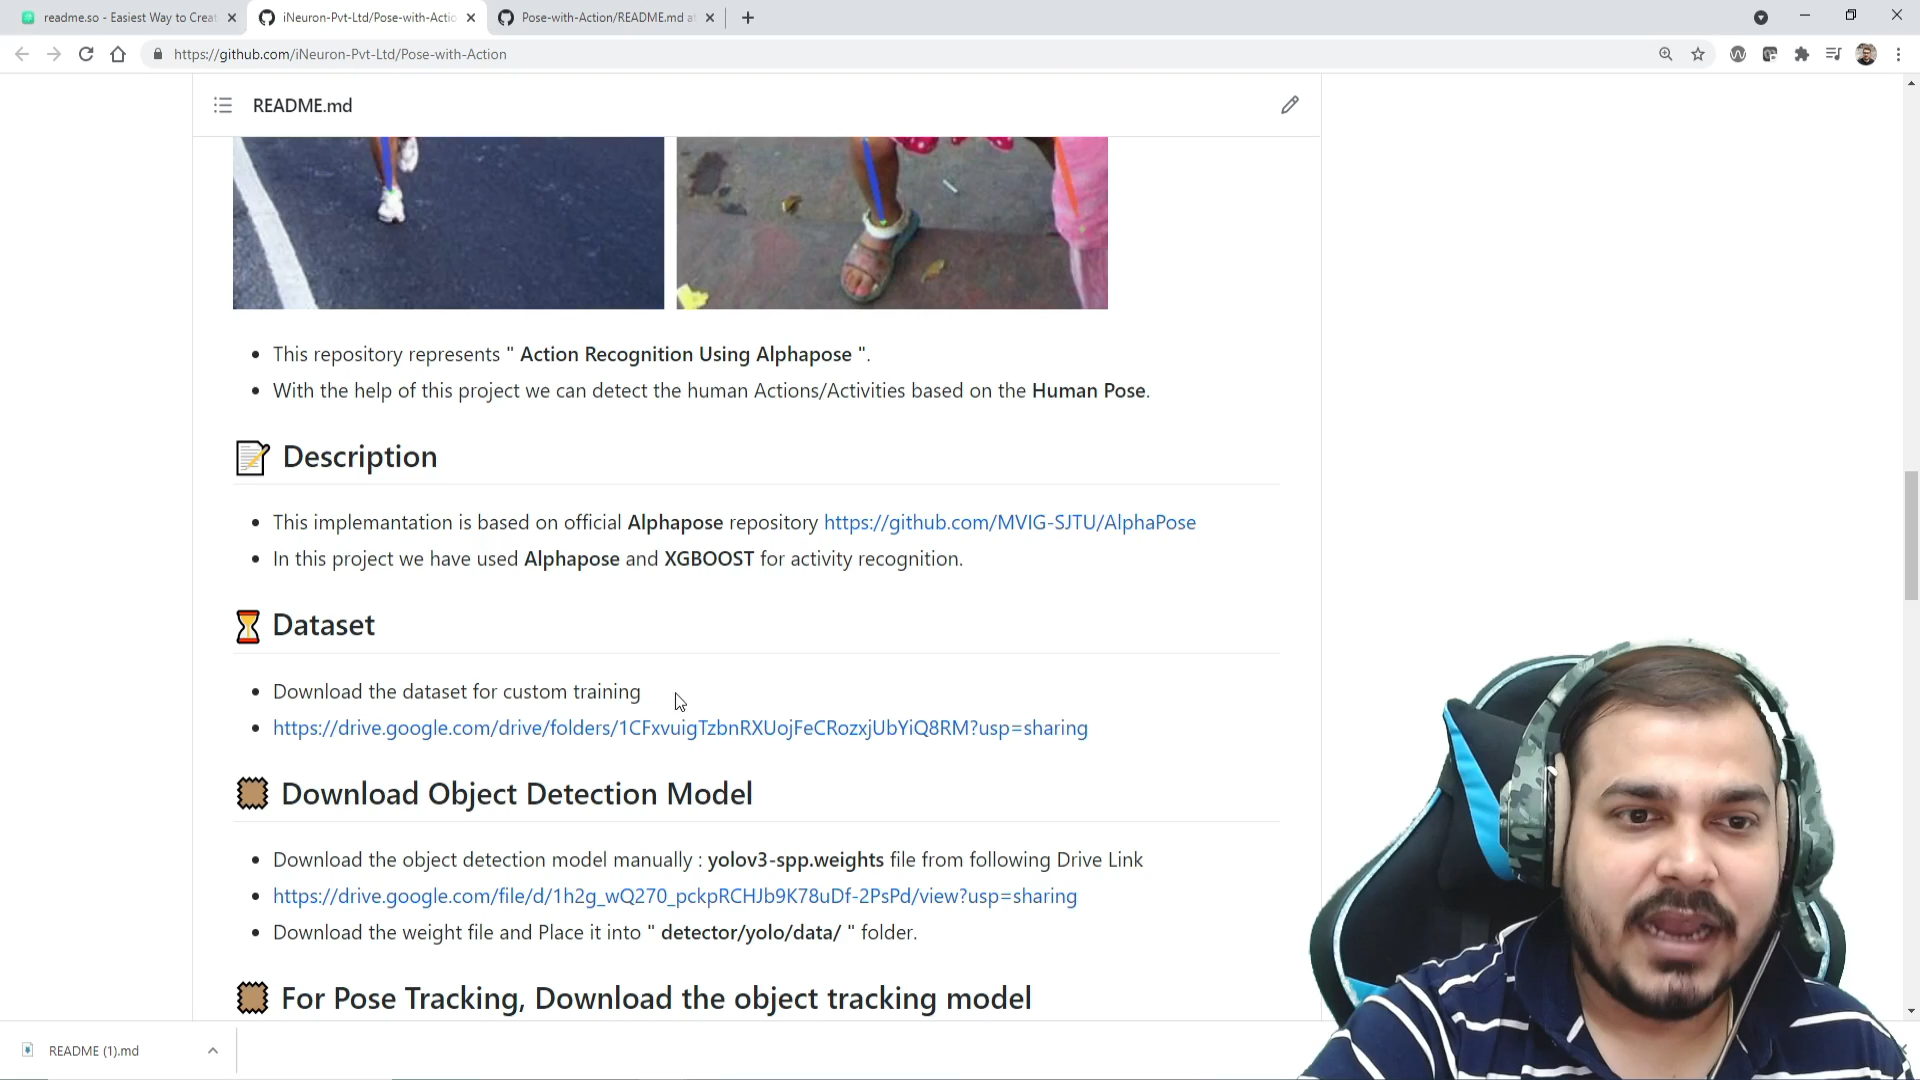 readme.so - Easiest Way to Creat
iNeuron-Pvt-Ltd/Pose-with-Actio
Pose-with-Action/README.md a
https://github.com/iNeuron-Pvt-Ltd/Pose-with-Action
README.md
This repository represents " Action Recognition Using Alphapose ".
With the help of this project we can detect the human Actions/Activities based on the Human Pose.
Description
This implemantation is based on official Alphapose repository https://github.com/MVIG-SJTU/AlphaPose
In this project we have used Alphapose and XGBOOST for activity recognition.
Dataset
Download the dataset for custom training
https://drive.google.com/drive/folders/1CFxvuigTzbnRXUojFeCRozxjUbYiQ8RM?usp=sharing
Download Object Detection Model
Download the object detection model manually : yolov3-spp.weights file from following Drive Link
https://drive.google.com/file/d/1h2g_wQ270_pckpRCHJb9K78uDf-2PsPd/view?usp=sharing
Download the weight file and Place it into " detector/yolo/data/ " folder.
For Pose Tracking, Download the object tracking model
README (1).md